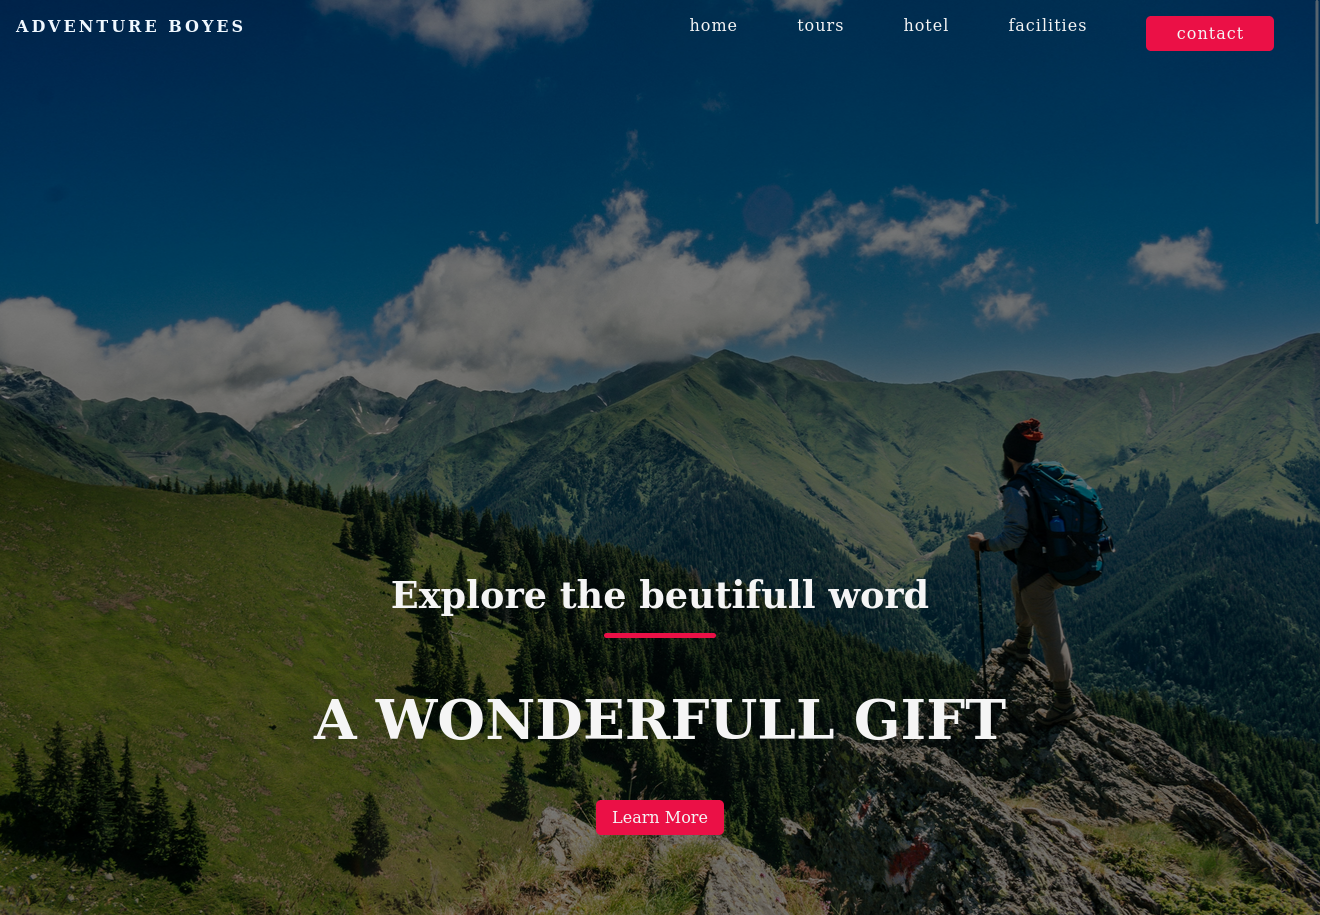 ADVENTURE BOYES
home
tours
hotel
facilities
contact
Explore the beutifull word
A WONDERFULL GIFT
Learn More